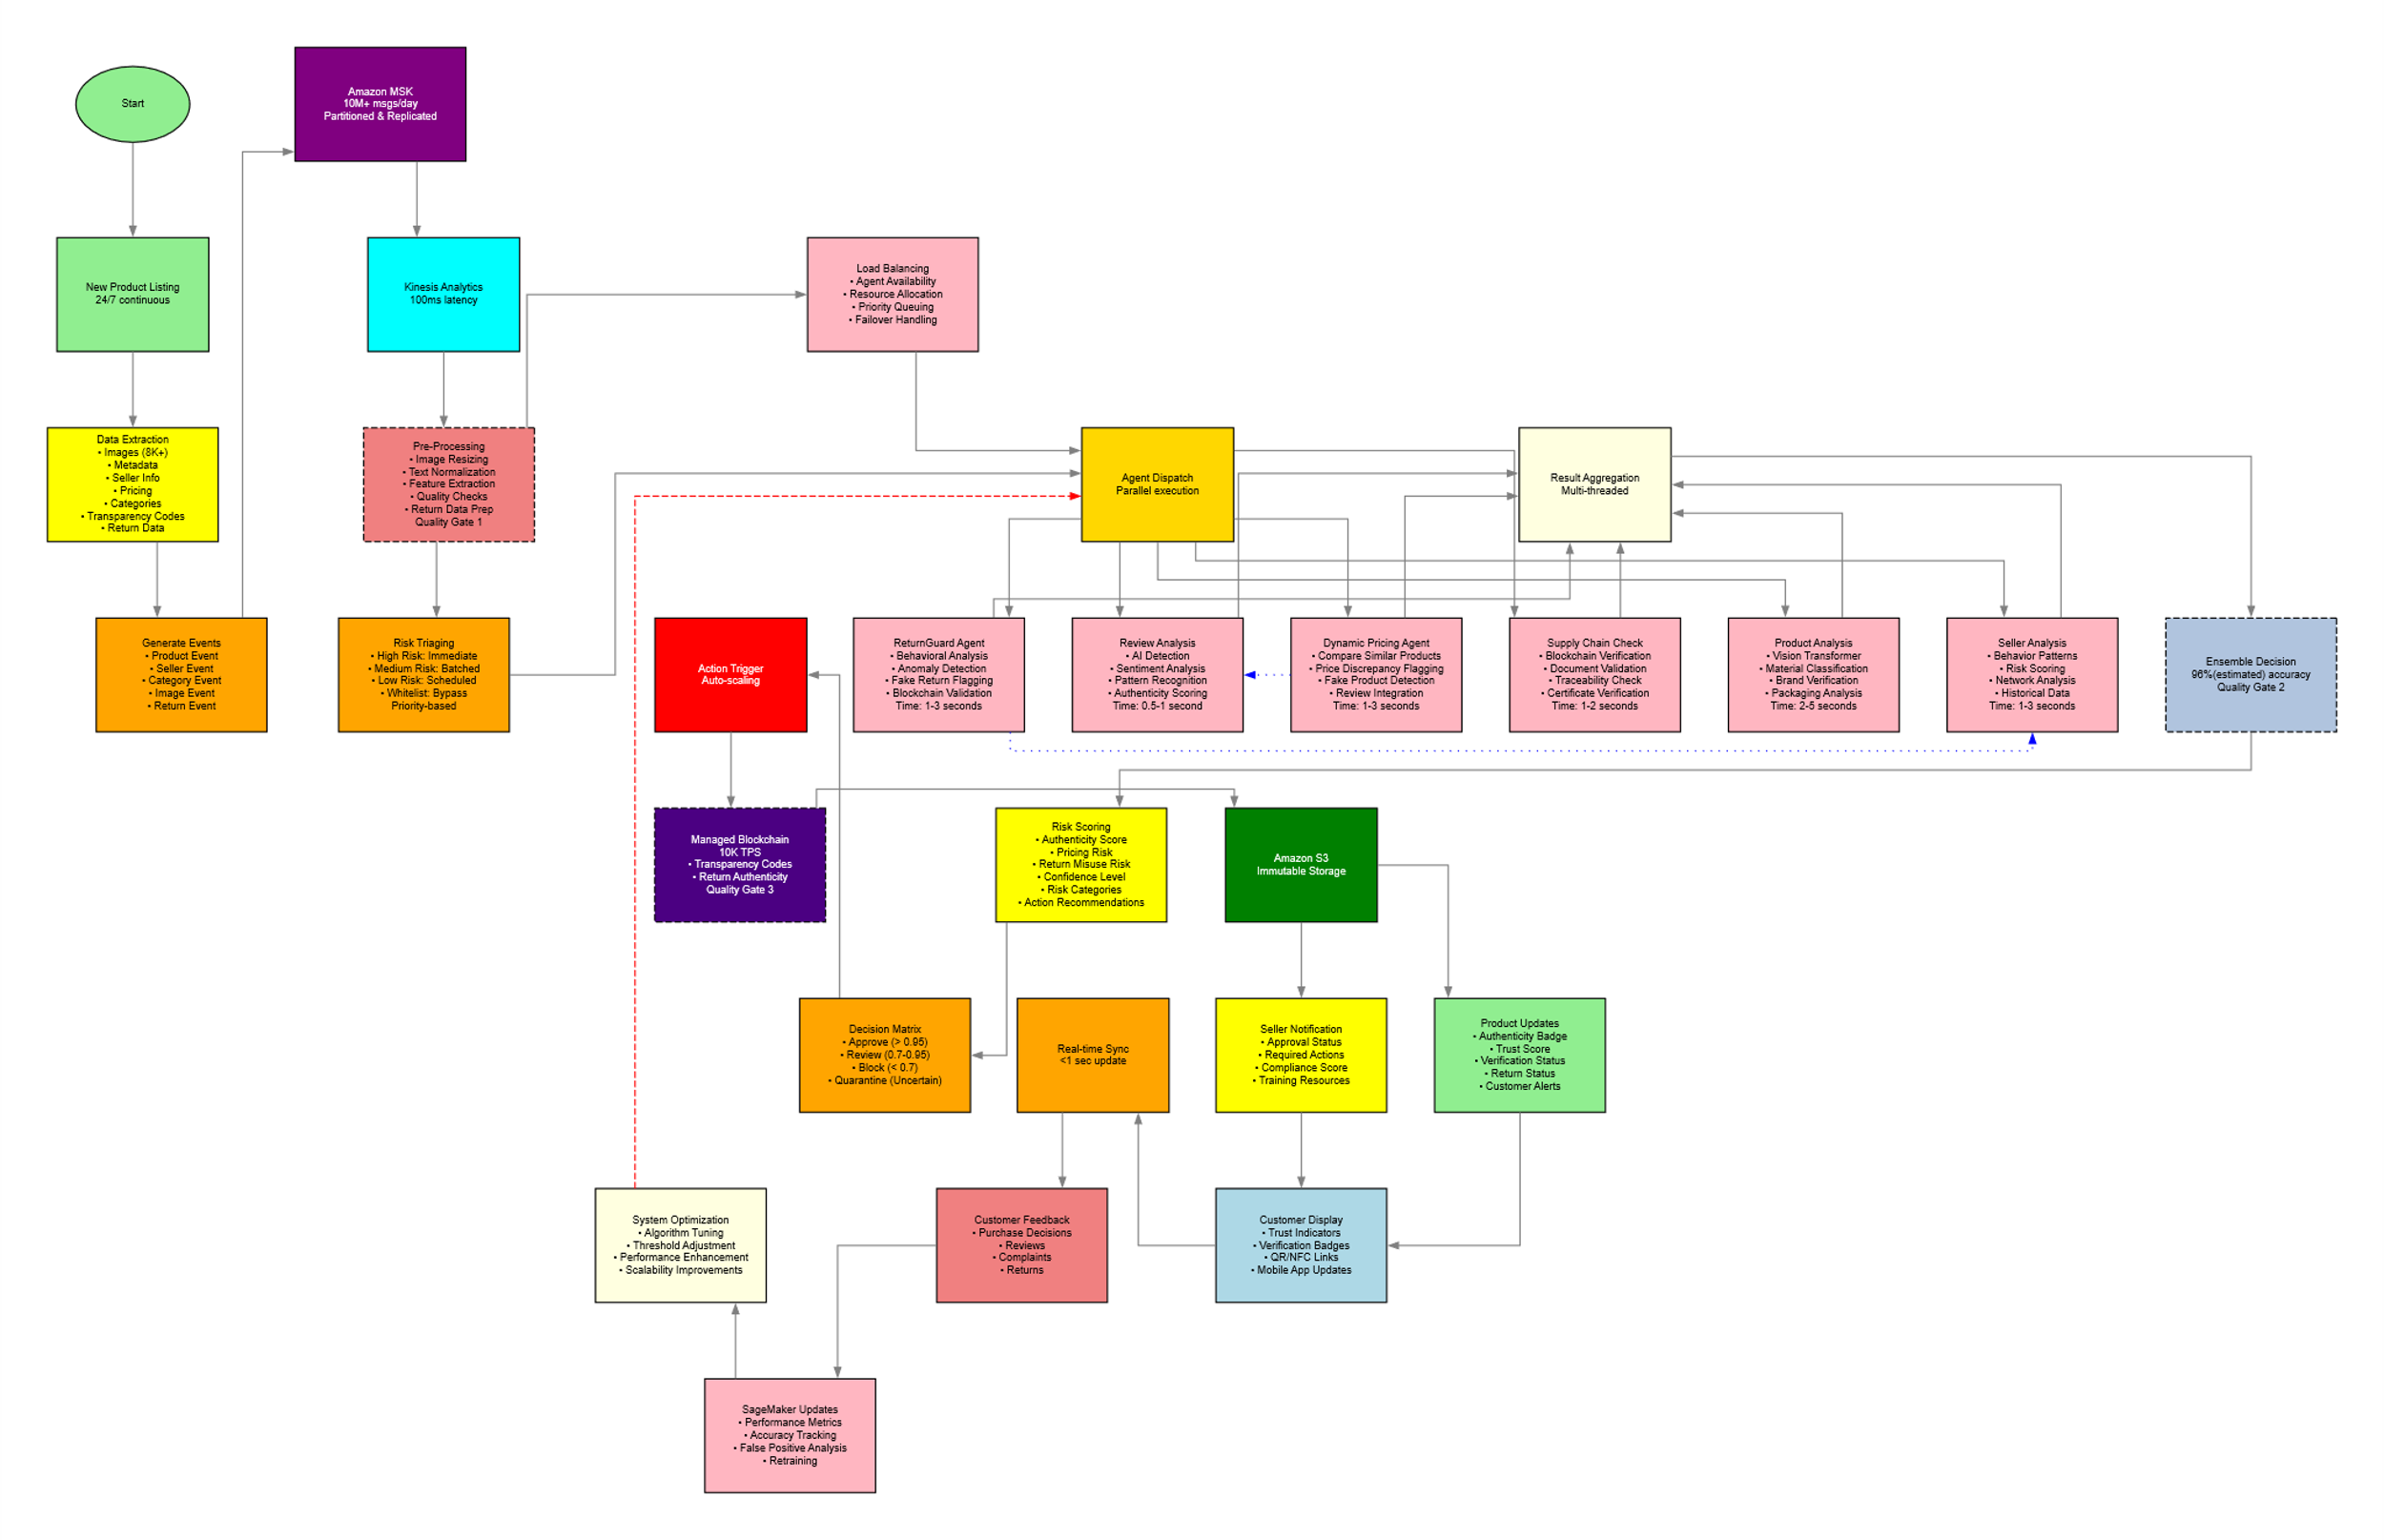 Start
Amazon MSK
10M+ msgs/day
Partitioned & Replicated
New Product Listing
24/7 continuous
Kinesis Analytics
100ms latency
Load Balancing
• Agent Availability
• Resource Allocation
• Priority Queuing
• Failover Handling
Data Extraction
• Images (8K+)
• Metadata
• Seller Info
• Pricing
• Categories
• Transparency Codes
• Return Data
Pre-Processing
• Image Resizing
• Text Normalization
• Feature Extraction
• Quality Checks
• Return Data Prep
Quality Gate 1
Agent Dispatch
Parallel execution
Result Aggregation
Multi-threaded
Generate Events
• Product Event
• Seller Event
• Category Event
• Image Event
• Return Event
Risk Triaging
• High Risk: Immediate
• Medium Risk: Batched
• Low Risk: Scheduled
• Whitelist: Bypass
Priority-based
Action Trigger
Auto-scaling
ReturnGuard Agent
• Behavioral Analysis
• Anomaly Detection
• Fake Return Flagging
• Blockchain Validation
Time: 1-3 seconds
Review Analysis
• AI Detection
• Sentiment Analysis
• Pattern Recognition
• Authenticity Scoring
Time: 0.5-1 second
Dynamic Pricing Agent
• Compare Similar Products
• Price Discrepancy Flagging
• Fake Product Detection
• Review Integration
Time: 1-3 seconds
Supply Chain Check
• Blockchain Verification
• Document Validation
• Traceability Check
• Certificate Verification
Time: 1-2 seconds
Product Analysis
• Vision Transformer
• Material Classification
• Brand Verification
• Packaging Analysis
Time: 2-5 seconds
Seller Analysis
• Behavior Patterns
• Risk Scoring
• Network Analysis
• Historical Data
Time: 1-3 seconds
Ensemble Decision
96%(estimated) accuracy
Quality Gate 2
Managed Blockchain
10K TPS
• Transparency Codes
• Return Authenticity
Quality Gate 3
Risk Scoring
• Authenticity Score
• Pricing Risk
• Return Misuse Risk
• Confidence Level
• Risk Categories
• Action Recommendations
Amazon S3
Immutable Storage
Decision Matrix
• Approve (> 0.95)
• Review (0.7-0.95)
• Block (< 0.7)
• Quarantine (Uncertain)
Real-time Sync
<1 sec update
Seller Notification
• Approval Status
• Required Actions
• Compliance Score
• Training Resources
Product Updates
• Authenticity Badge
• Trust Score
• Verification Status
• Return Status
• Customer Alerts
System Optimization
• Algorithm Tuning
• Threshold Adjustment
• Performance Enhancement
• Scalability Improvements
Customer Feedback
• Purchase Decisions
• Reviews
• Complaints
• Returns
Customer Display
• Trust Indicators
• Verification Badges
• QR/NFC Links
• Mobile App Updates
SageMaker Updates
• Performance Metrics
• Accuracy Tracking
• False Positive Analysis
• Retraining